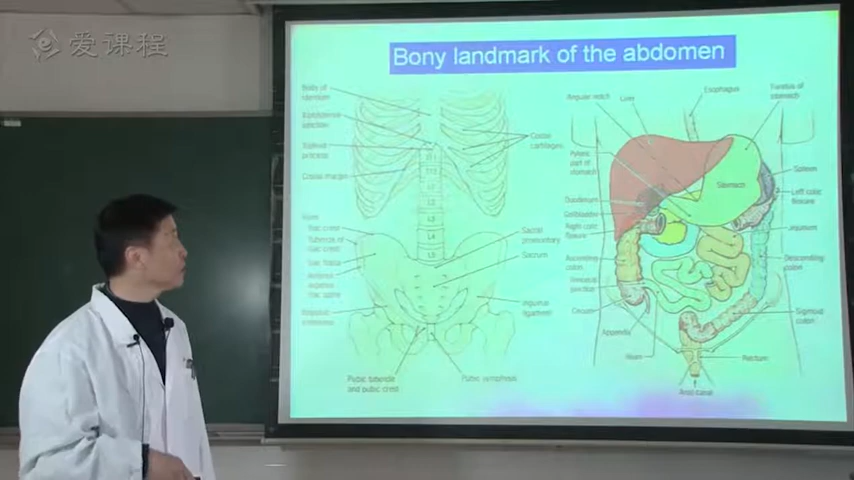 爱课程
Bony landmark of the abdomen
Body of
sternum
Xiphisternal
junction
Xiphoid
process
Costal margin
Costal
cartilages
T12
L3
L4
L5
Ilium
Iliac crest
Tubercle of
iliac crest
Iliac fossa
Anterior
superior
iliac spine
Sacral
promontory
Sacrum
Inguinal
ligament
Pubic tubercle
and pubic crest
Pubic symphysis
Angular notch
Liver
Esophagus
Fundus of
stomach
Pyloric
part of
stomach
Stomach
Spleen
Duodenum
Left colic
flexure
Gallbladder
Right colic
flexure
Jejunum
Ascending
colon
Descending
colon
Ileocecal
junction
Cecum
Sigmoid
colon
Appendix
Ileum
Rectum
Anal canal